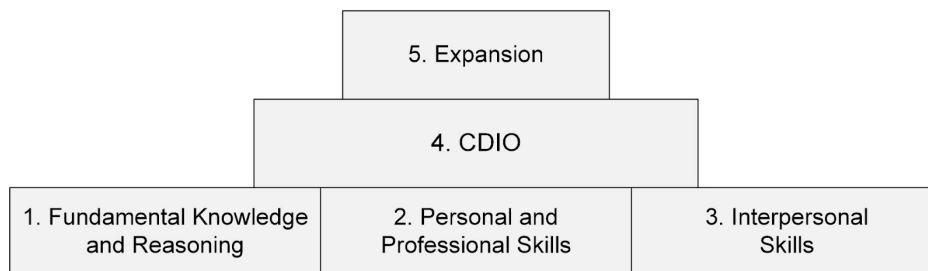 5. Expansion
4. CDIO
1. Fundamental Knowledge
and Reasoning
2. Personal and
Professional Skills
3. Interpersonal
Skills